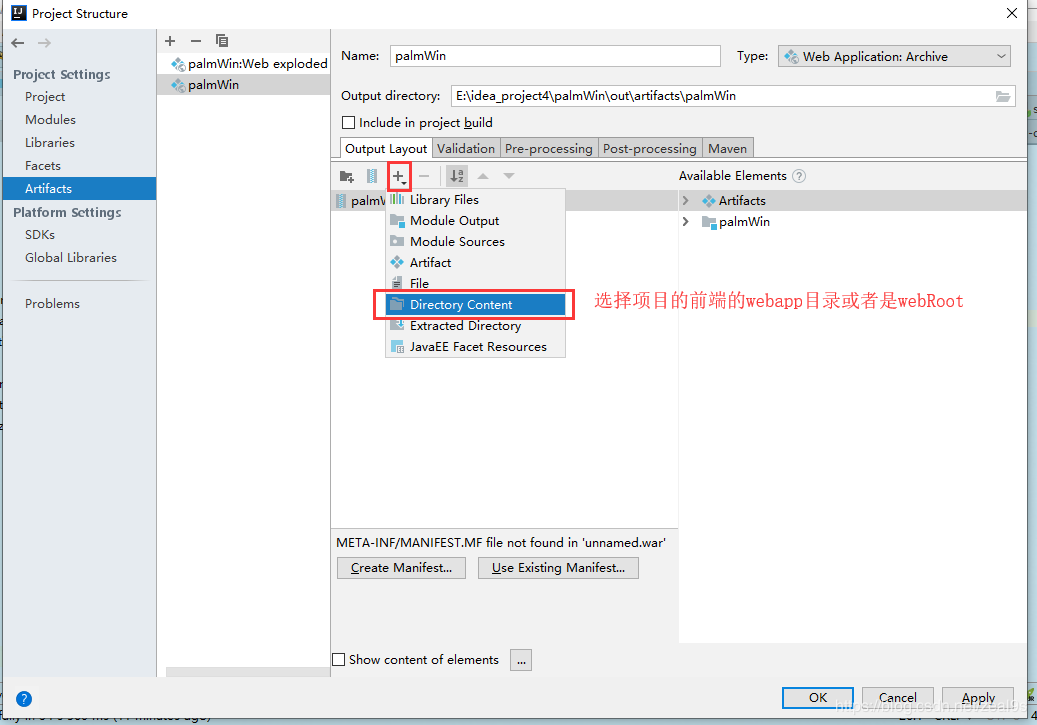 Project Structure
Project Settings
Project
Modules
Libraries
Facets
Artifacts
Platform Settings
SDKs
Global Libraries
Problems
palmWin:Web exploded
palmWin
Name:
palmWin
Type:
Web Application: Archive
Output directory:
E:\idea_project4\palmWin\out\artifacts\palmWin
Include in project build
Output Layout
Validation
Pre-processing
Post-processing
Maven
Available Elements
palmW
Library Files
Module Output
Module Sources
Artifact
File
Directory Content
Extracted Directory
JavaEE Facet Resources
Artifacts
palmWin
选择项目的前端的webapp目录或者是webRoot
META-INF/MANIFEST.MF file not found in 'unnamed.war'
Create Manifest...
Use Existing Manifest...
Show content of elements
...
OK
Cancel
Apply